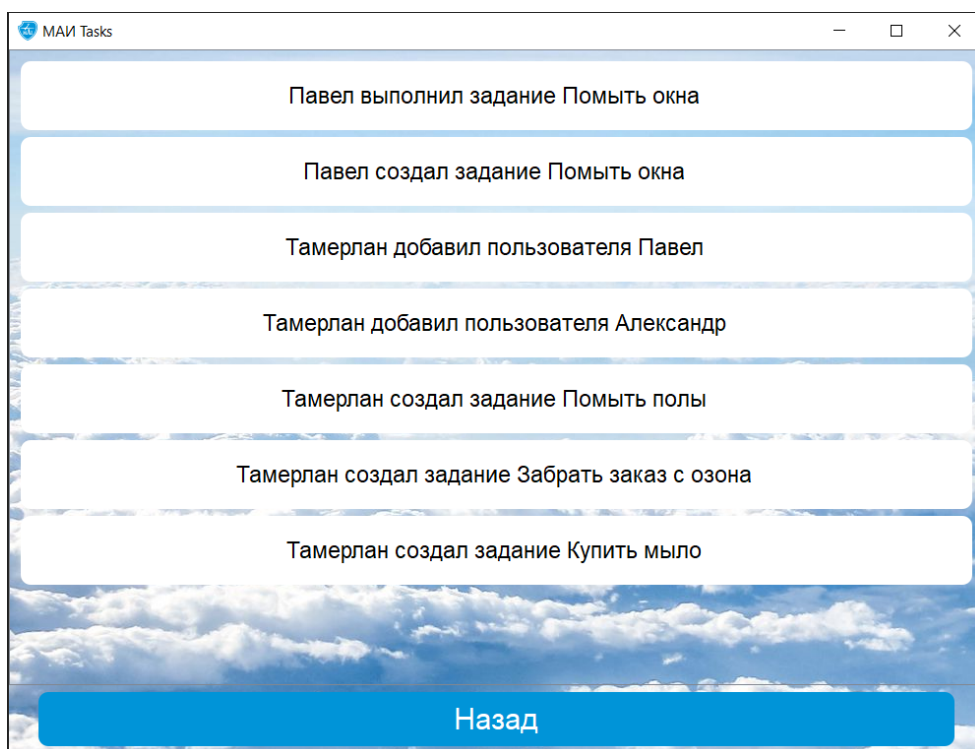 МАИ Tasks
Павел выполнил задание Помыть окна
Павел создал задание Помыть окна
Тамерлан добавил пользователя Павел
Тамерлан добавил пользователя Александр
Тамерлан создал задание Помыть полы
Тамерлан создал задание Забрать заказ с озона
Тамерлан создал задание Купить мыло
Назад